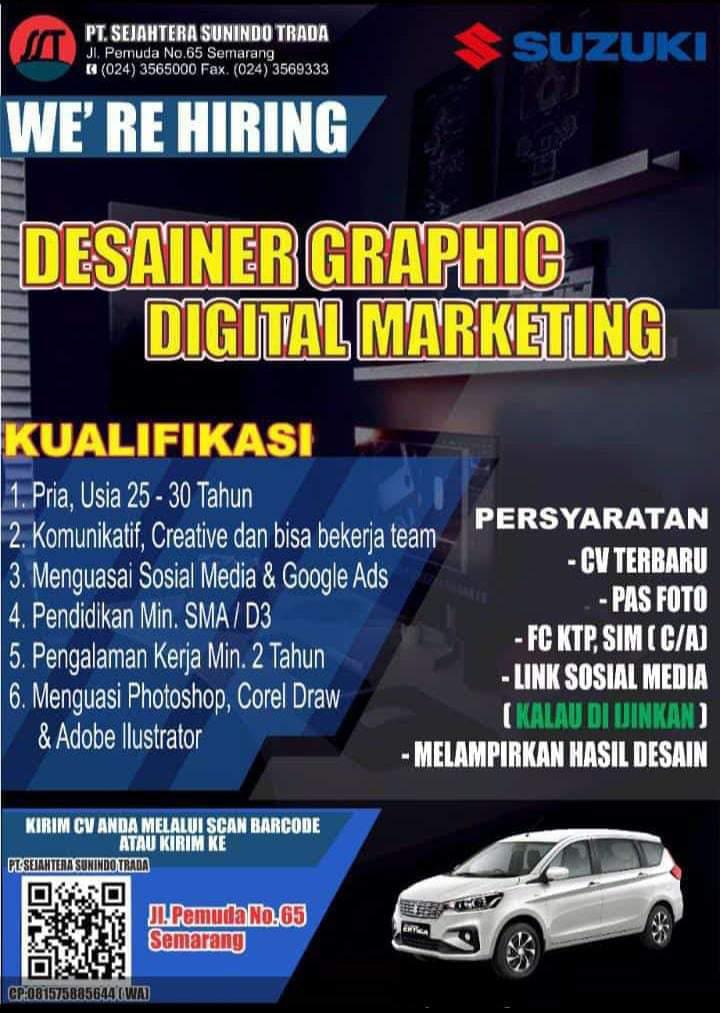 SST
PT. SEJAHTERA SUNINDO TRADA
Jl. Pemuda No.65 Semarang
(024) 3565000 Fax. (024) 3569333
SUZUKI
WE' RE HIRING
DESAINER GRAPHIC
DIGITAL MARKETING
KUALIFIKASI
1. Pria, Usia 25 - 30 Tahun
2. Komunikatif, Creative dan bisa bekerja team
3. Menguasai Sosial Media & Google Ads
4. Pendidikan Min. SMA / D3
5. Pengalaman Kerja Min. 2 Tahun
6. Menguasi Photoshop, Corel Draw
& Adobe Ilustrator
PERSYARATAN
- CV TERBARU
- PAS FOTO
- FC KTP, SIM ( C/A)
- LINK SOSIAL MEDIA
( KALAU DI IJINKAN )
- MELAMPIRKAN HASIL DESAIN
KIRIM CV ANDA MELALUI SCAN BARCODE
ATAU KIRIM KE
PT. SEJAHTERA SUNINDO TRADA
Jl. Pemuda No. 65
Semarang
CP:081575885644 ( WA)
ERTIGA